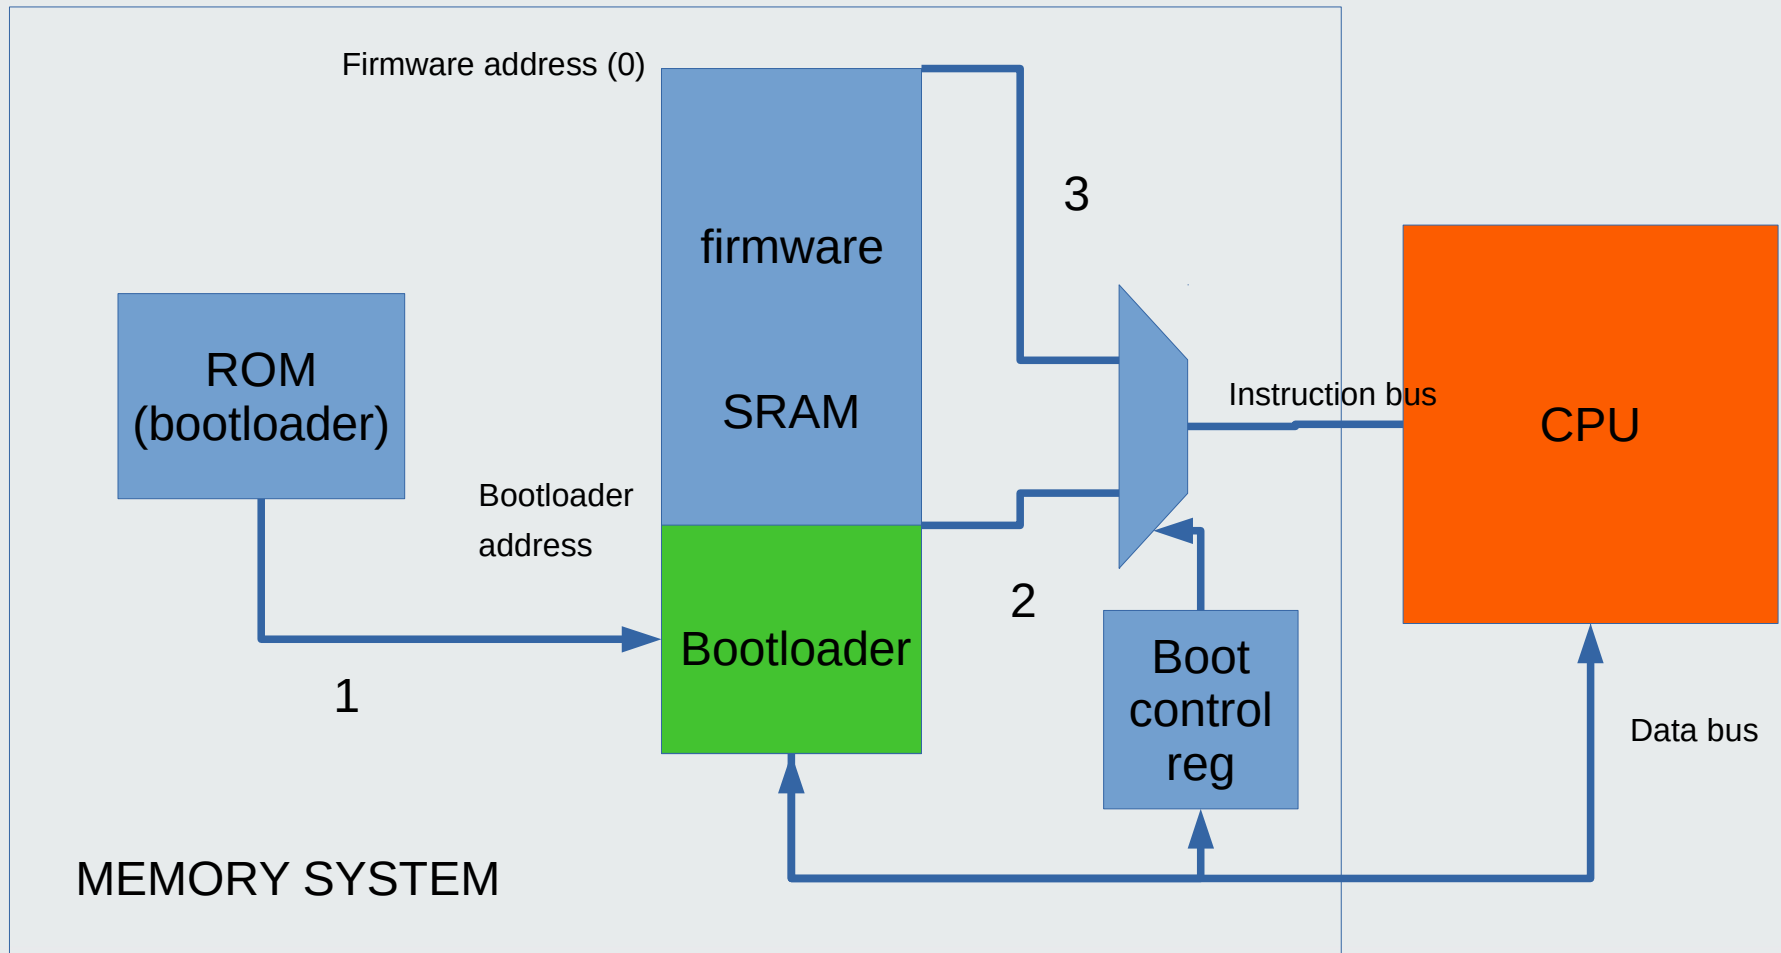 Firmware address (0)
3
firmware
ROM
(bootloader)
SRAM
Instruction bus
CPU
Bootloader
address
2
Bootloader
1
Boot
control
reg
Data bus
MEMORY SYSTEM